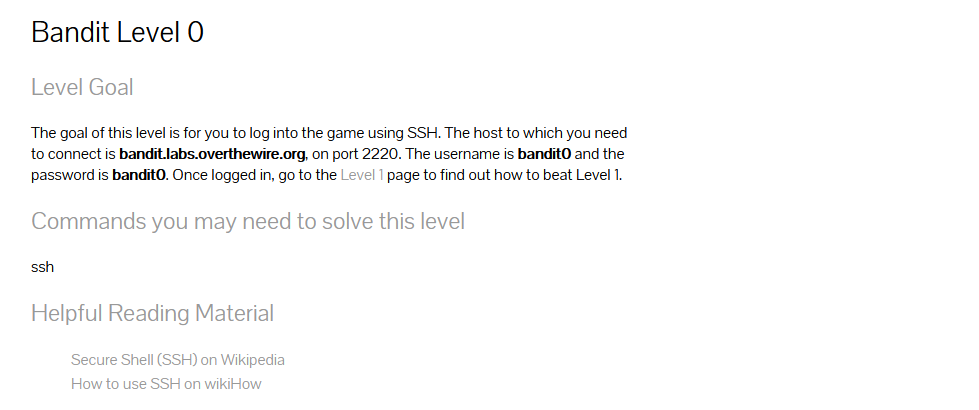 Bandit Level 0
Level Goal
The goal of this level is for you to log into the game using SSH. The host to which you need
to connect is bandit.labs.overthewire.org, on port 2220. The username is bandit0 and the
password is bandit0. Once logged in, go to the Level 1 page to find out how to beat Level 1.
Commands you may need to solve this level
ssh
Helpful Reading Material
Secure Shell (SSH) on Wikipedia
How to use SSH on wikiHow